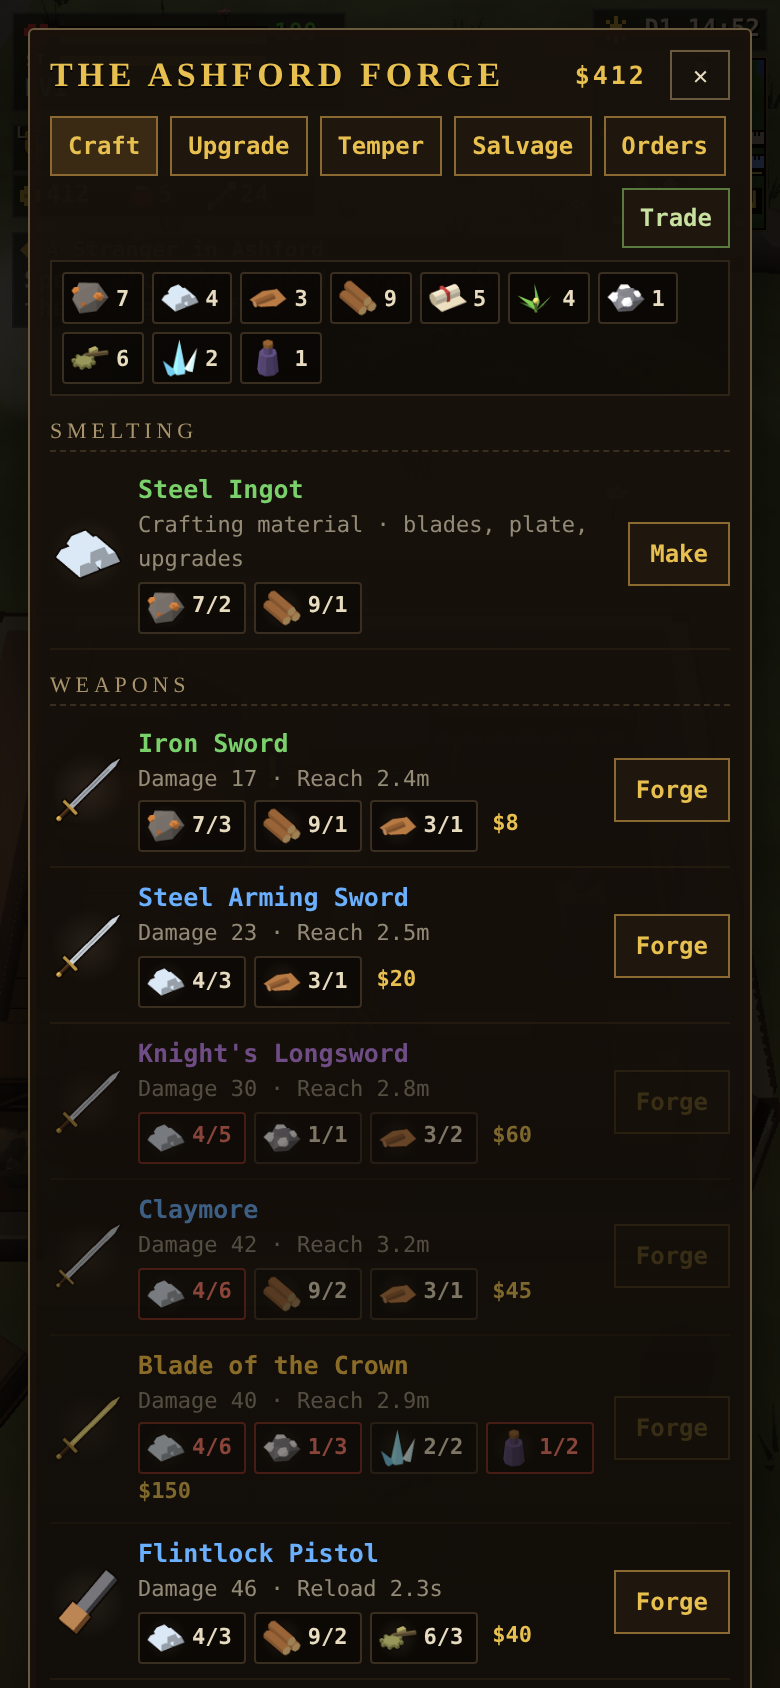 THE ASHFORD FORGE $412 ×
Craft Upgrade Temper Salvage Orders
Trade
7 4 3 9 5 4 1
6 2 1
SMELTING
Steel Ingot
Crafting material · blades, plate,
upgrades
Make
7/2 9/1
WEAPONS
Iron Sword
Damage 17 · Reach 2.4m
Forge
7/3 9/1 3/1 $8
Steel Arming Sword
Damage 23 · Reach 2.5m
Forge
4/3 3/1 $20
Knight's Longsword
Damage 30 · Reach 2.8m
Forge
4/5 1/1 3/2 $60
Claymore
Damage 42 · Reach 3.2m
Forge
4/6 9/2 3/1 $45
Blade of the Crown
Damage 40 · Reach 2.9m
Forge
4/6 1/3 2/2 1/2
$150
Flintlock Pistol
Damage 46 · Reload 2.3s
Forge
4/3 9/2 6/3 $40